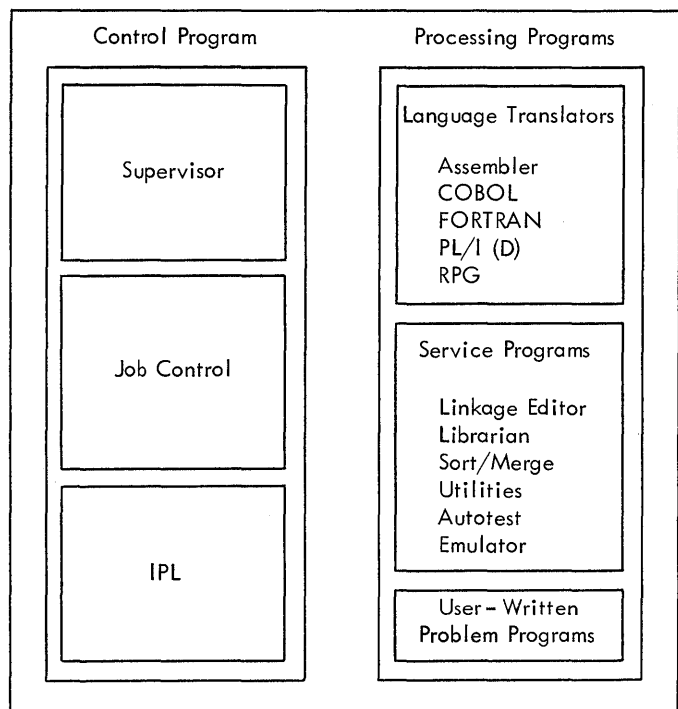 Control Program
Supervisor
Job Control
IPL
Processing Programs
Language Translators
Assembler
COBOL
FORTRAN
PL/I (D)
RPG
Service Programs
Linkage Editor
Librarian
Sort/Merge
Utilities
Autotest
Emulator
User-Written
Problem Programs